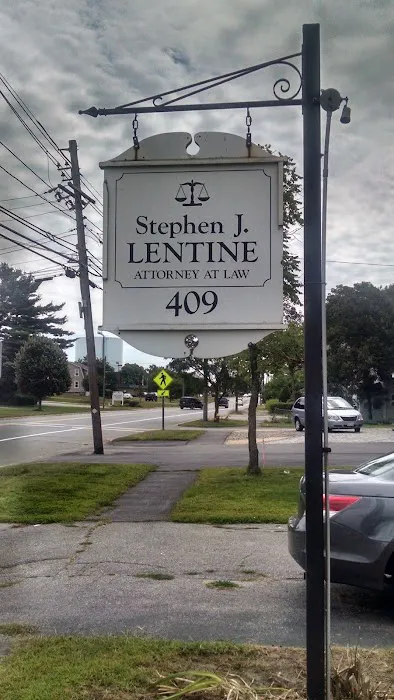 Stephen J.
LENTINE
ATTORNEY AT LAW
409